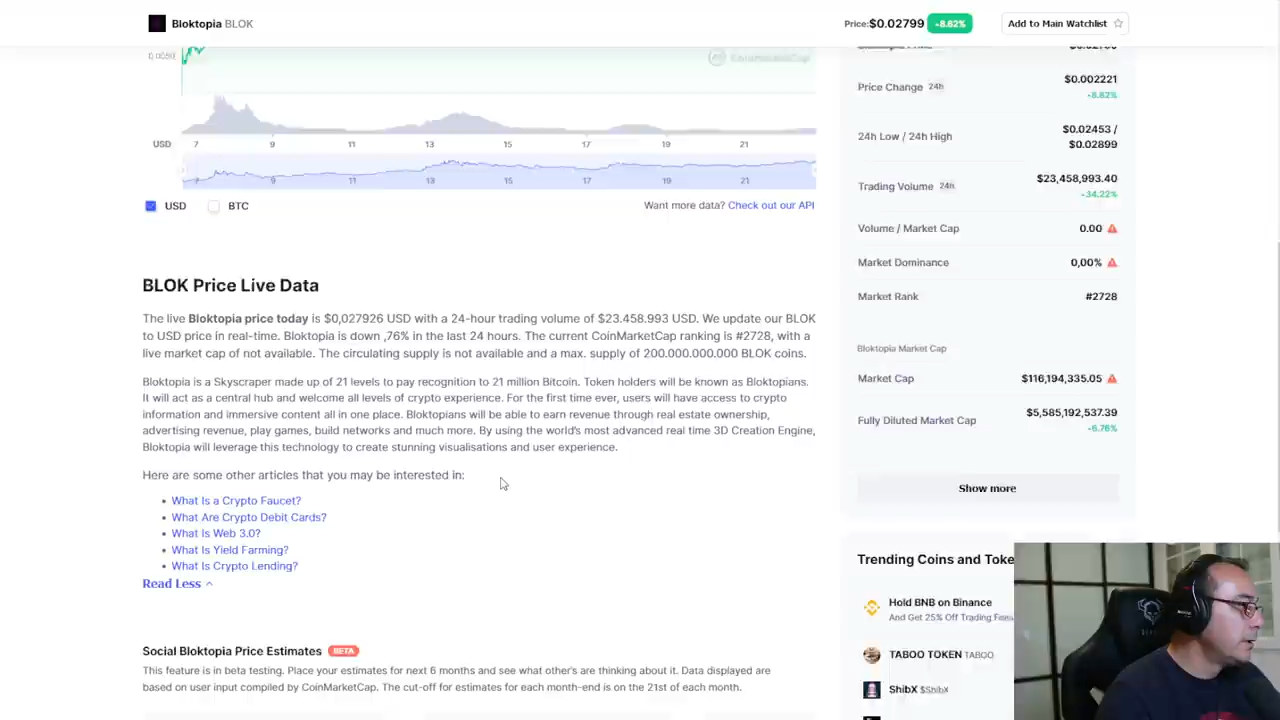 Bloktopia BLOK
Price: $0.02799 -8.62%
Add to Main Watchlist
CoinMarketCap
USD 7 9 11 13 15 17 19 21
7 9 11 13 15 17 19 21
USD BTC
Want more data? Check out our API
BLOK Price Live Data
The live Bloktopia price today is $0,027926 USD with a 24-hour trading volume of $23.458.993 USD. We update our BLOK
to USD price in real-time. Bloktopia is down ,76% in the last 24 hours. The current CoinMarketCap ranking is #2728, with a
live market cap of not available. The circulating supply is not available and a max. supply of 200.000.000.000 BLOK coins.
Bloktopia is a Skyscraper made up of 21 levels to pay recognition to 21 million Bitcoin. Token holders will be known as Bloktopians.
It will act as a central hub and welcome all levels of crypto experience. For the first time ever, users will have access to crypto
information and immersive content all in one place. Bloktopians will be able to earn revenue through real estate ownership,
advertising revenue, play games, build networks and much more. By using the world's most advanced real time 3D Creation Engine,
Bloktopia will leverage this technology to create stunning visualisations and user experience.
Here are some other articles that you may be interested in:
• What Is a Crypto Faucet?
• What Are Crypto Debit Cards?
• What Is Web 3.0?
• What Is Yield Farming?
• What Is Crypto Lending?
Read Less
Social Bloktopia Price Estimates BETA
This feature is in beta testing. Place your estimates for next 6 months and see what other's are thinking about it. Data displayed are
based on user input compiled by CoinMarketCap. The cut-off for estimates for each month-end is on the 21st of each month.
Price Change 24h $0.002221
-8.62%
24h Low / 24h High $0.02453 /
$0.02899
Trading Volume 24h $23,458,993.40
-34.22%
Volume / Market Cap 0.00
Market Dominance 0,00%
Market Rank #2728
Bloktopia Market Cap
Market Cap $116,194,335.05
Fully Diluted Market Cap $5,585,192,537.39
-6.76%
Show more
Trending Coins and Toke
Hold BNB on Binance
And Get 25% Off Trading Fees
TABOO TOKEN TABOO
ShibX $ShibX